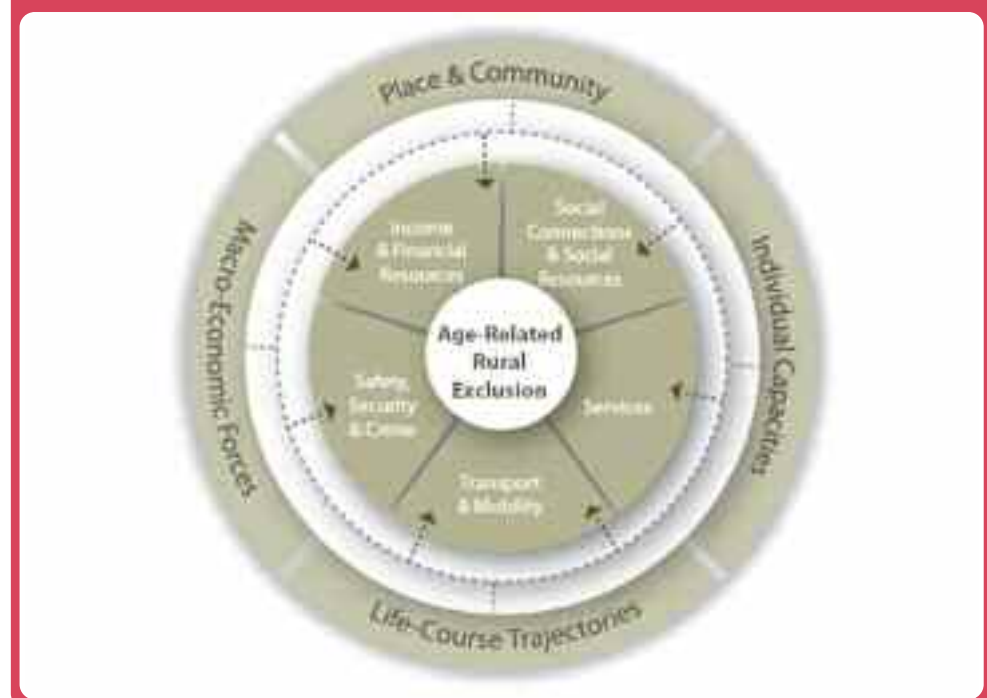 Place & Community
Income
& Financial
Resources
Social
Connections
& Social
Resources
Macro-Economic Forces
Age-Related
Rural
Exclusion
Individual Capacities
Safety,
Security
& Crime
Services
Transport
& Mobility
Life-Course Trajectories